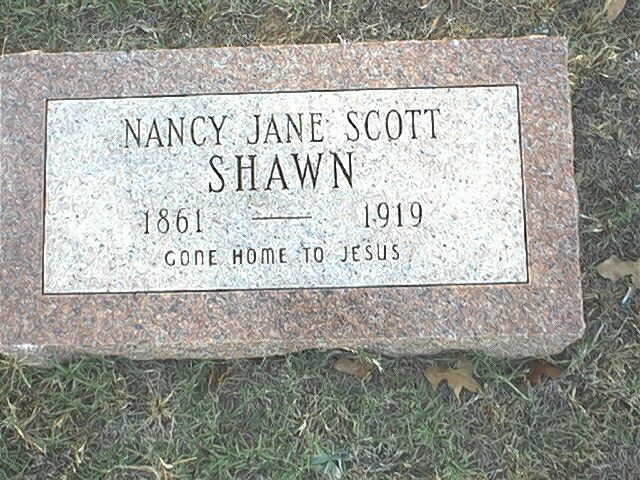 NANCY JANE SCOTT
SHAWN
1861 — 1919
GONE HOME TO JESUS